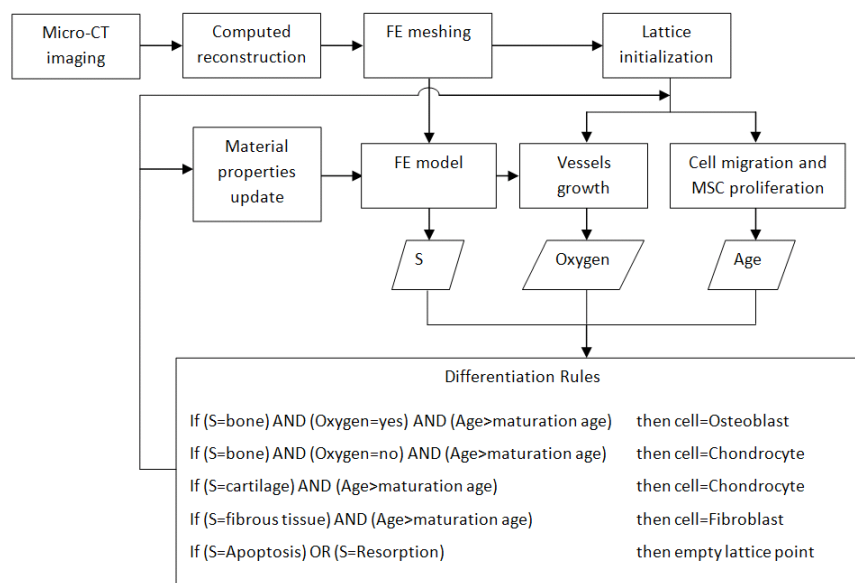 Micro-CT
imaging
Computed
reconstruction
FE meshing
Lattice
initialization
Material
properties
update
FE model
Vessels
growth
Cell migration and
MSC proliferation
S
Oxygen
Age
Differentiation Rules
If (S=bone) AND (Oxygen=yes) AND (Age>maturation age) then cell=Osteoblast
If (S=bone) AND (Oxygen=no) AND (Age>maturation age) then cell=Chondrocyte
If (S=cartilage) AND (Age>maturation age) then cell=Chondrocyte
If (S=fibrous tissue) AND (Age>maturation age) then cell=Fibroblast
If (S=Apoptosis) OR (S=Resorption) then empty lattice point